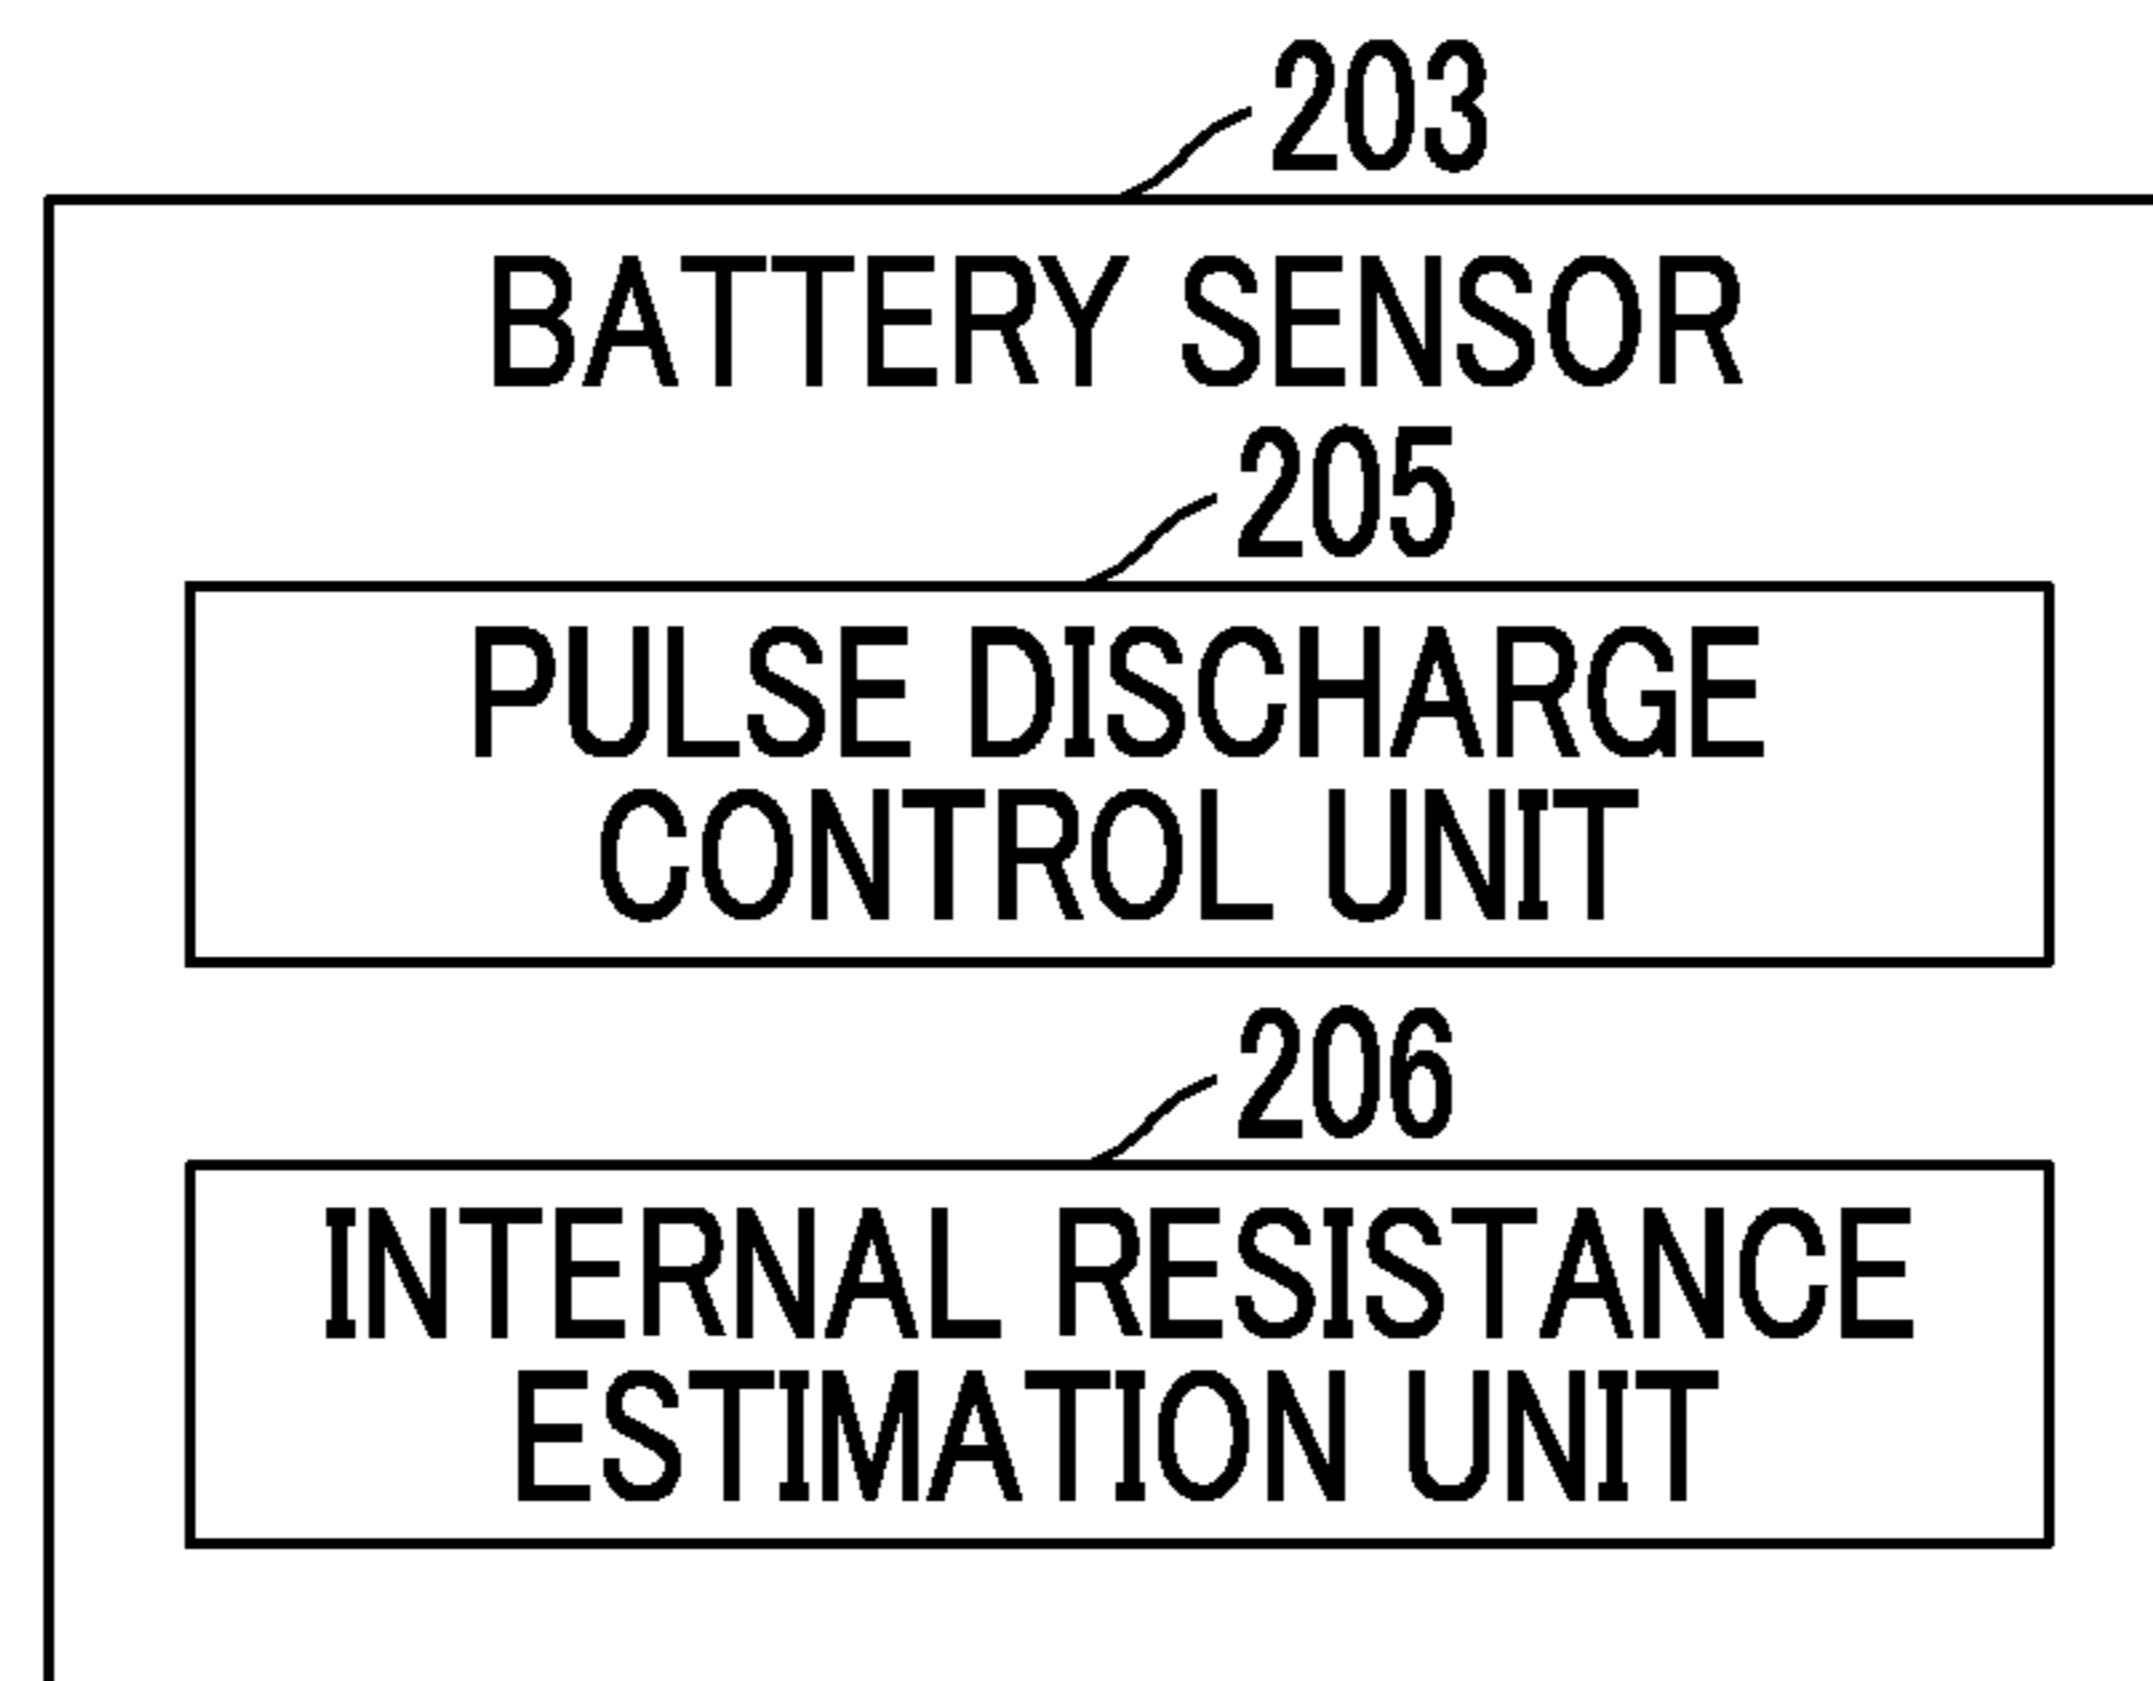 203
BATTERY SENSOR
205
PULSE DISCHARGE
CONTROL UNIT
206
INTERNAL RESISTANCE
ESTIMATION UNIT